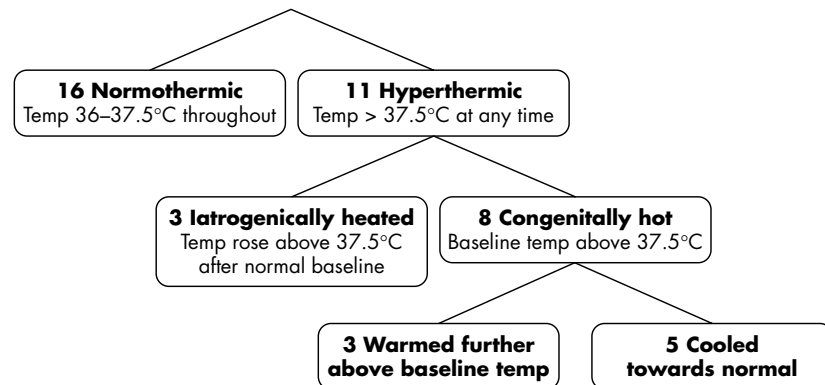 16 Normothermic
Temp 36–37.5°C throughout
11 Hyperthermic
Temp > 37.5°C at any time
3 Iatrogenically heated
Temp rose above 37.5°C
after normal baseline
8 Congenitally hot
Baseline temp above 37.5°C
3 Warmed further
above baseline temp
5 Cooled
towards normal